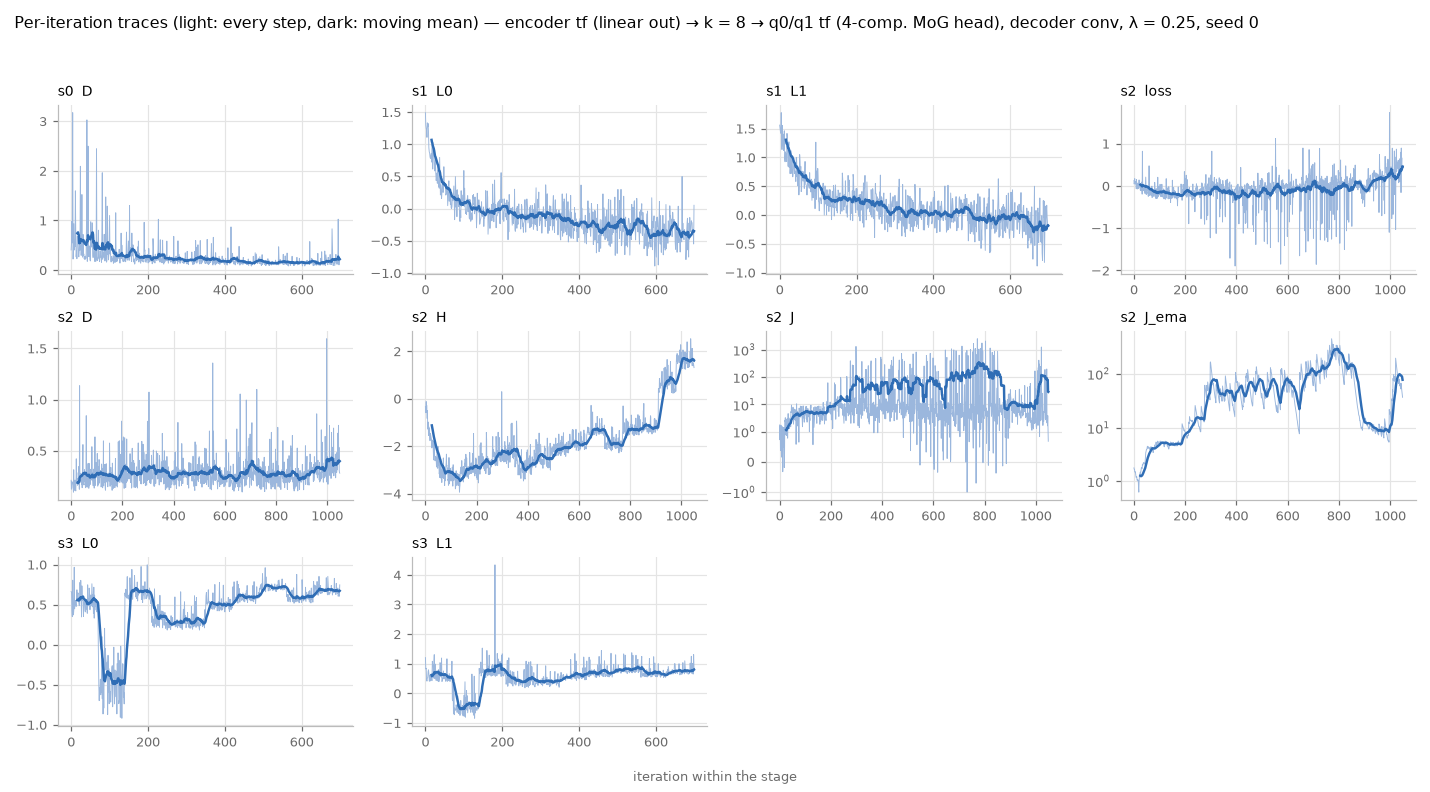 Per-iteration traces (light: every step, dark: moving mean) — encoder tf (linear out) → k = 8 → q0/q1 tf (4-comp. MoG head), decoder conv, λ = 0.25, seed 0
s0 D
3
2
1
0
0 200 400 600
s1 L0
1.5
1.0
0.5
0.0
−0.5
−1.0
0 200 400 600
s1 L1
1.5
1.0
0.5
0.0
−0.5
−1.0
0 200 400 600
s2 loss
1
0
−1
−2
0 200 400 600 800 1000
s2 D
1.5
1.0
0.5
0 200 400 600 800 1000
s2 H
2
0
−2
−4
0 200 400 600 800 1000
s2 J
10³
10²
10¹
10⁰
0
−10⁰
0 200 400 600 800 1000
s2 J_ema
10²
10¹
10⁰
0 200 400 600 800 1000
s3 L0
1.0
0.5
0.0
−0.5
−1.0
0 200 400 600
s3 L1
4
3
2
1
0
−1
0 200 400 600
iteration within the stage